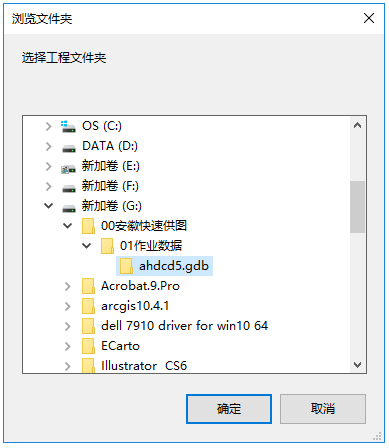 浏览文件夹
选择工程文件夹
OS (C:)
DATA (D:)
新加卷 (E:)
新加卷 (F:)
新加卷 (G:)
00安徽快速供图
01作业数据
ahdcd5.gdb
Acrobat.9.Pro
arcgis10.4.1
dell 7910 driver for win10 64
ECarto
Illustrator_CS6
确定
取消